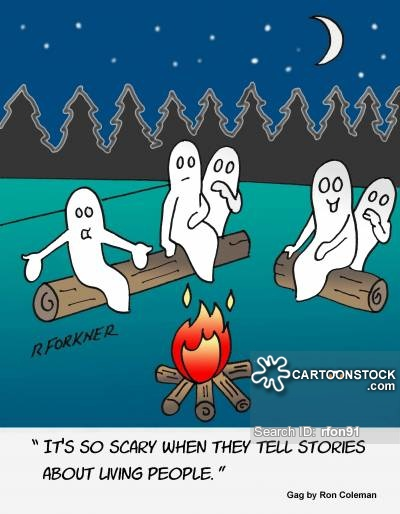 R.FORKNER
CARTOONSTOCK
.com
Search ID: rfon91
“ IT'S SO SCARY WHEN THEY TELL STORIES
ABOUT LIVING PEOPLE. ”
Gag by Ron Coleman